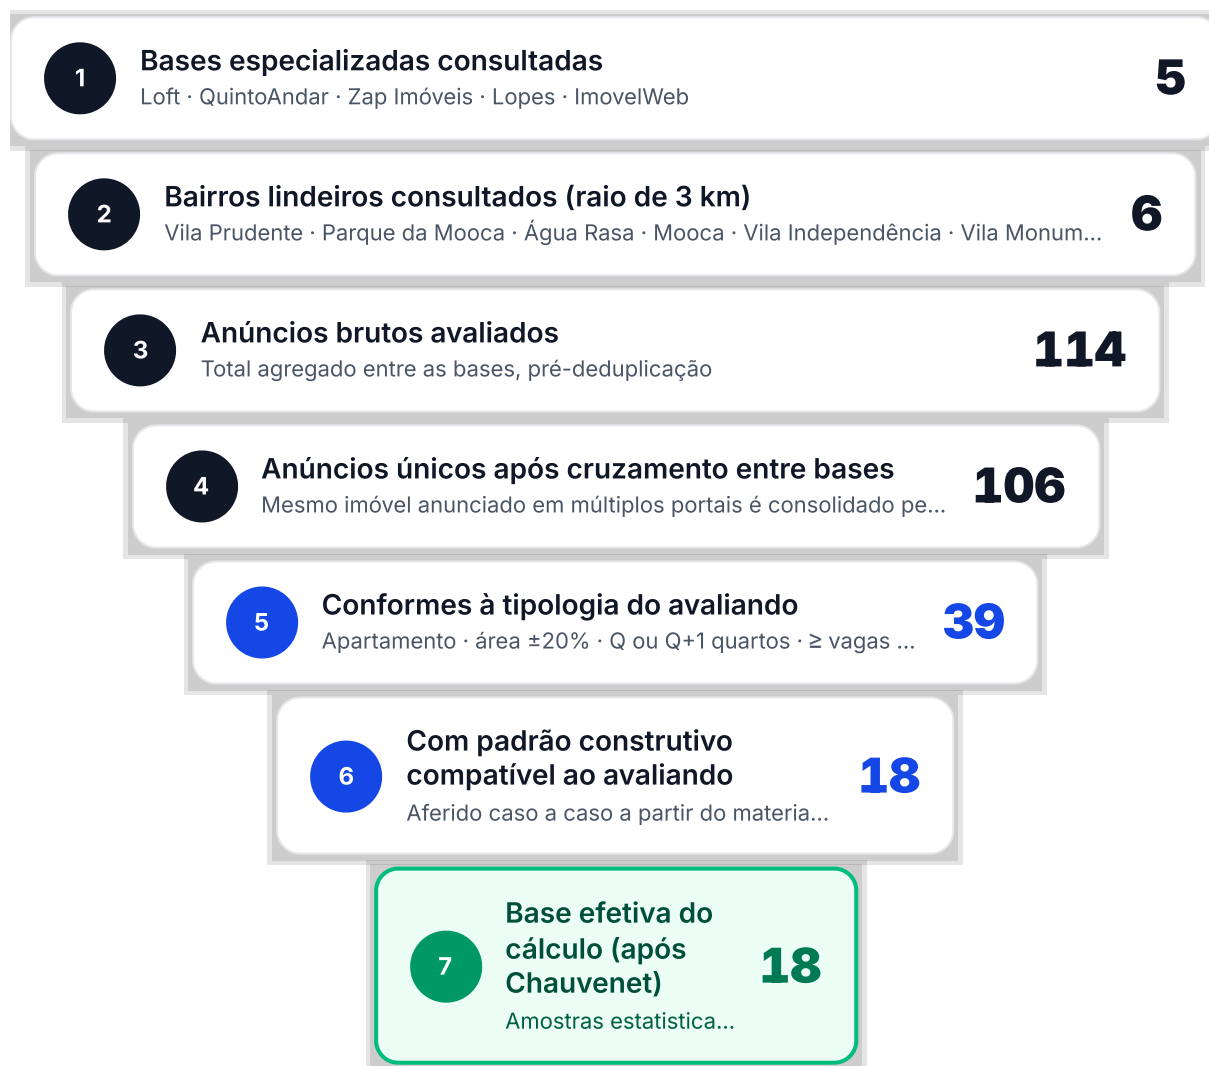 1
Bases especializadas consultadas
Loft · QuintoAndar · Zap Imóveis · Lopes · ImovelWeb
5
2
Bairros lindeiros consultados (raio de 3 km)
Vila Prudente · Parque da Mooca · Água Rasa · Mooca · Vila Independência · Vila Monum...
6
3
Anúncios brutos avaliados
Total agregado entre as bases, pré-deduplicação
114
4
Anúncios únicos após cruzamento entre bases
Mesmo imóvel anunciado em múltiplos portais é consolidado pe...
106
5
Conformes à tipologia do avaliando
Apartamento · área ±20% · Q ou Q+1 quartos · ≥ vagas ...
39
6
Com padrão construtivo
compatível ao avaliando
Aferido caso a caso a partir do materia...
18
7
Base efetiva do
cálculo (após
Chauvenet)
Amostras estatistica...
18